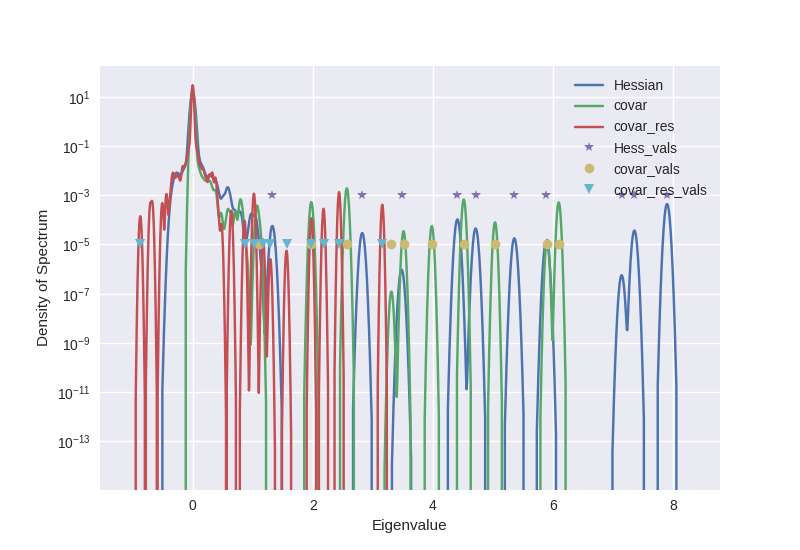 Hessian
covar
covar_res
Hess_vals
covar_vals
covar_res_vals
10^1
10^-1
10^-3
10^-5
10^-7
10^-9
10^-11
10^-13
Density of Spectrum
0 2 4 6 8
Eigenvalue